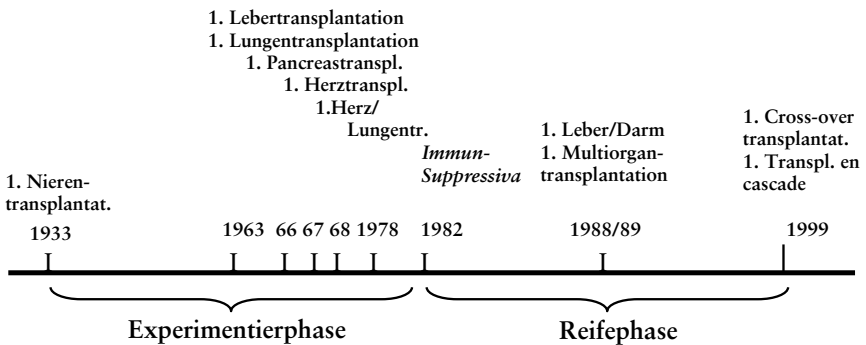 1. Lebertransplantation
1. Lungentransplantation
1. Pancreastranspl.
1. Herztranspl.
1.Herz/
Lungentr.
Immun-
Suppressiva
1. Leber/Darm
1. Multiorgan-
transplantation
1. Cross-over
transplantat.
1. Transpl. en
cascade
1. Nieren-
transplantat.
1933
1963
66
67
68
1978
1982
1988/89
1999
Experimentierphase
Reifephase